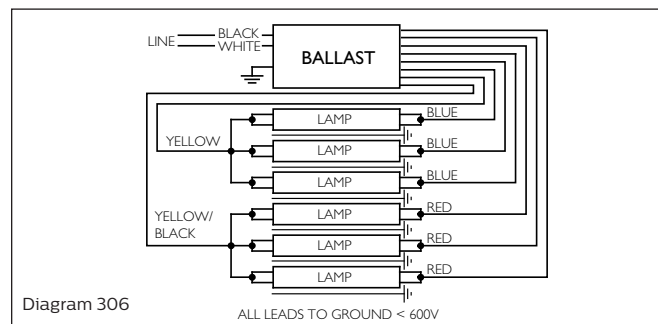 BLACK
LINE
WHITE
BALLAST
LAMP
BLUE
YELLOW
LAMP
BLUE
LAMP
BLUE
YELLOW/
BLACK
LAMP
RED
LAMP
RED
LAMP
RED
Diagram 306
ALL LEADS TO GROUND < 600V